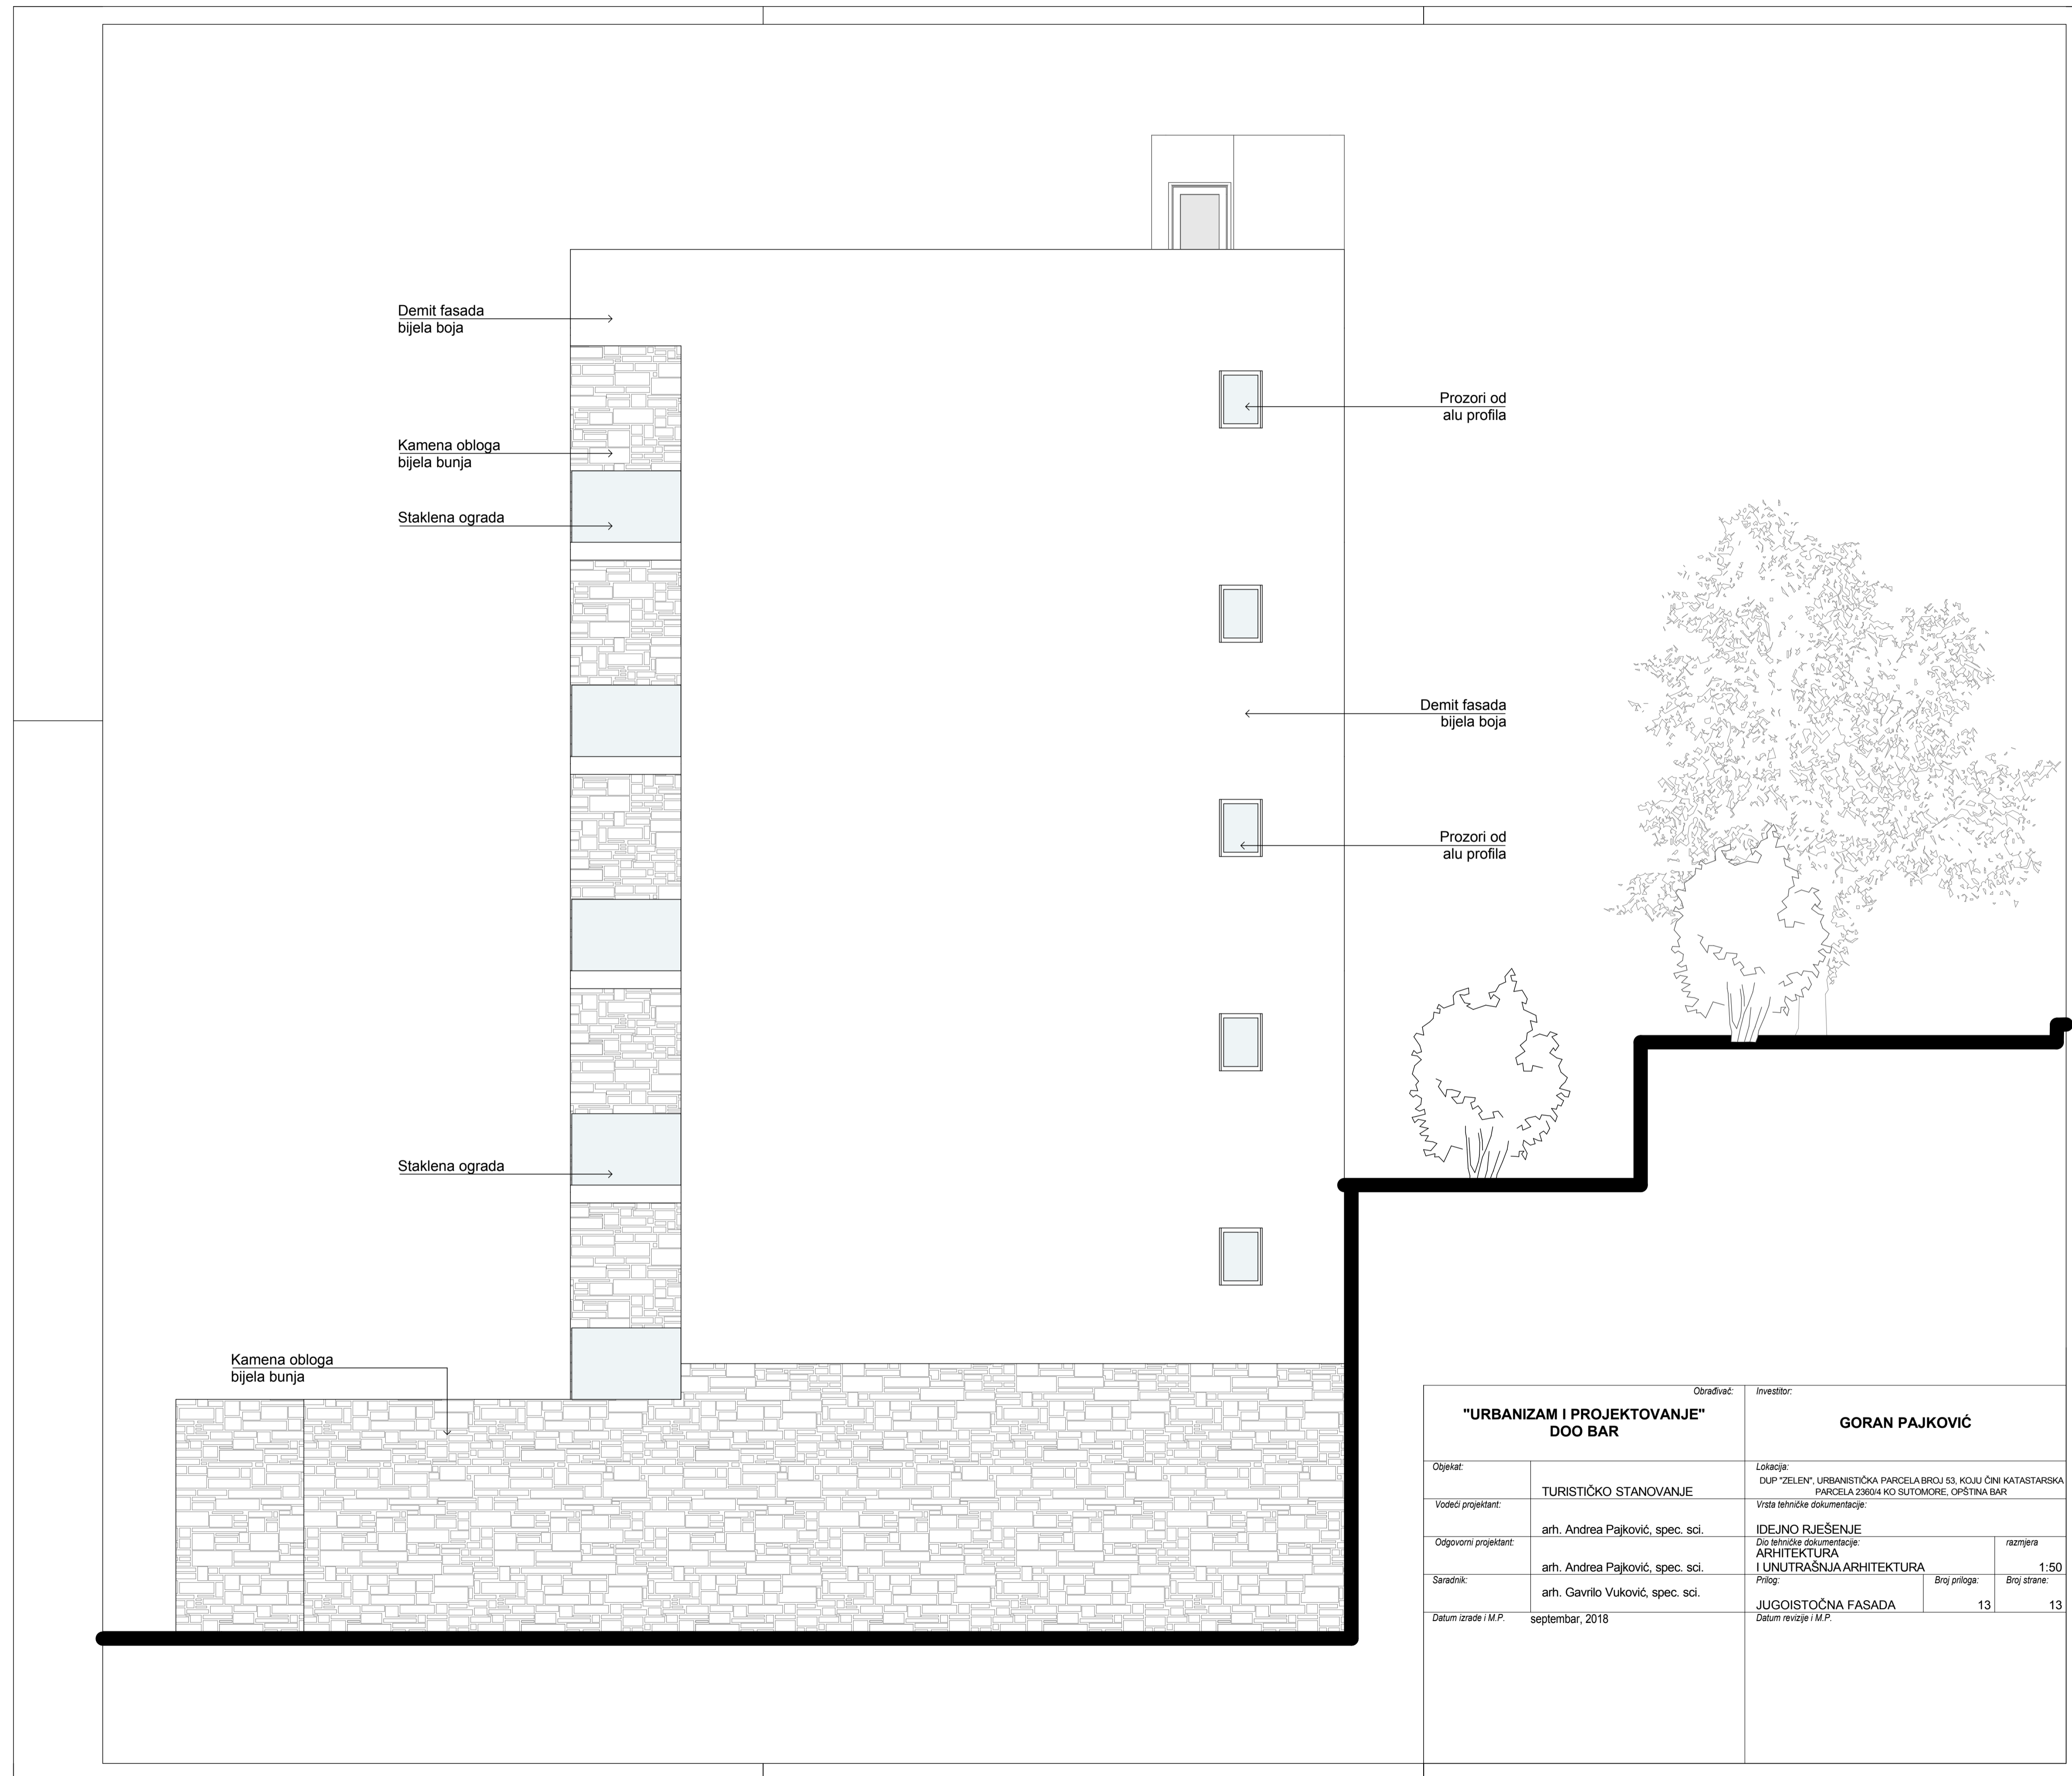 Demit fasada
bijela boja
Kamena obloga
bijela bunja
Staklena ograda
Prozori od
alu profila
Demit fasada
bijela boja
Prozori od
alu profila
Staklena ograda
Kamena obloga
bijela bunja
Obrađivač:
"URBANIZAM I PROJEKTOVANJE"
DOO BAR
Investitor:
GORAN PAJKOVIĆ
Objekat:
TURISTIČKO STANOVANJE
Lokacija:
DUP "ZELEN", URBANISTIČKA PARCELA BROJ 53, KOJU ČINI KATASTARSKA
PARCELA 2360/4 KO SUTOMORE, OPŠTINA BAR
Vodeći projektant:
arh. Andrea Pajković, spec. sci.
Vrsta tehničke dokumentacije:
IDEJNO RJEŠENJE
Odgovorni projektant:
arh. Andrea Pajković, spec. sci.
Dio tehničke dokumentacije:
ARHITEKTURA
I UNUTRAŠNJA ARHITEKTURA
razmjera
1:50
Saradnik:
arh. Gavrilo Vuković, spec. sci.
Prilog:
JUGOISTOČNA FASADA
Broj priloga:
13
Broj strane:
13
Datum izrade i M.P.
septembar, 2018
Datum revizije i M.P.